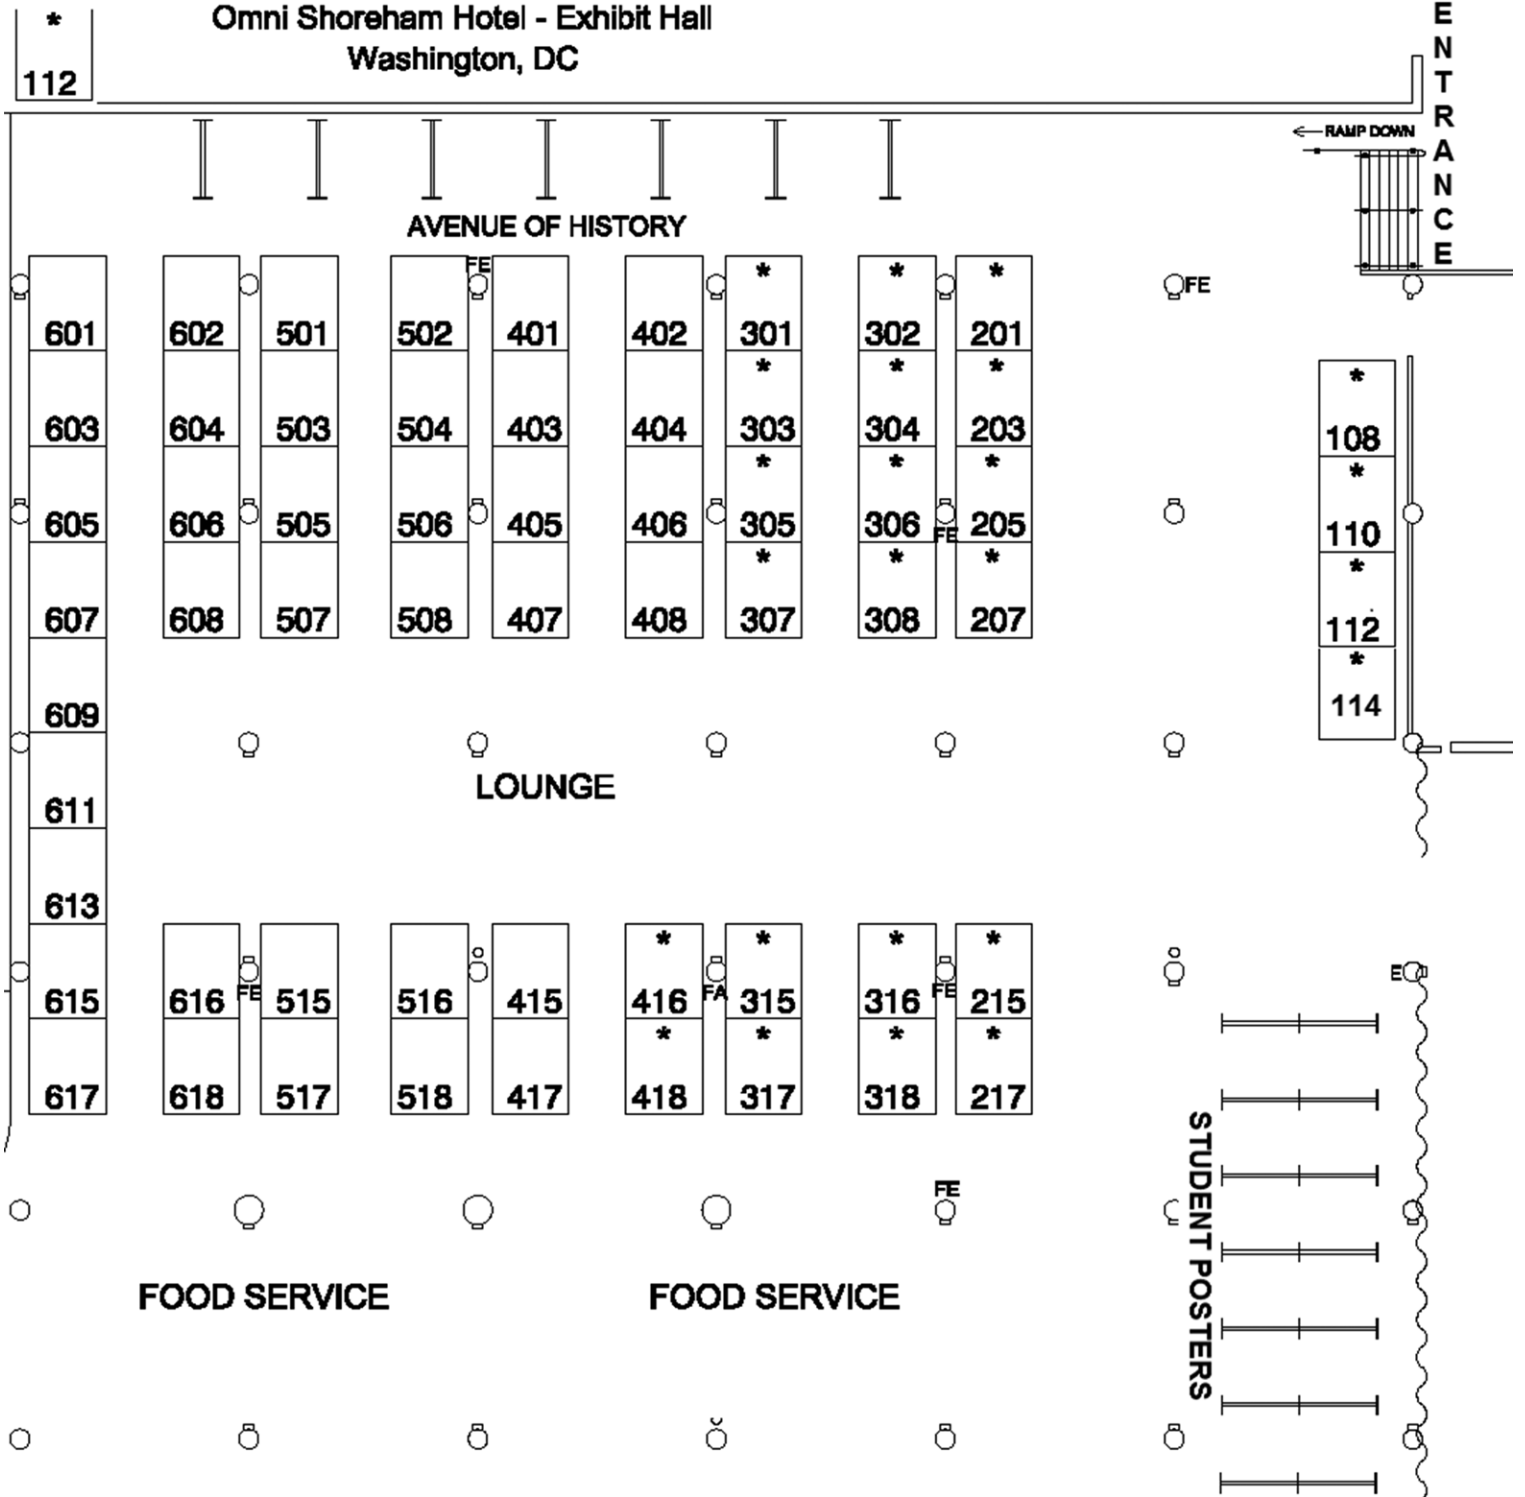 *
112
Omni Shoreham Hotel - Exhibit Hall
Washington, DC
ENTRANCE
RAMP DOWN
AVENUE OF HISTORY
FE
* * *
FE
601 602 501 502 401 402 301 302 201
* * *
*
603 604 503 504 403 404 303 304 203
108
* * *
*
605 606 505 506 405 406 305 306 FE 205
110
* * *
*
607 608 507 508 407 408 307 308 207
112
*
609
114
LOUNGE
611
613
* * * *
615 616 FE 515 516 415 416 FA 315 316 FE 215
E
* * * *
617 618 517 518 417 418 317 318 217
STUDENT POSTERS
FE
FOOD SERVICE FOOD SERVICE